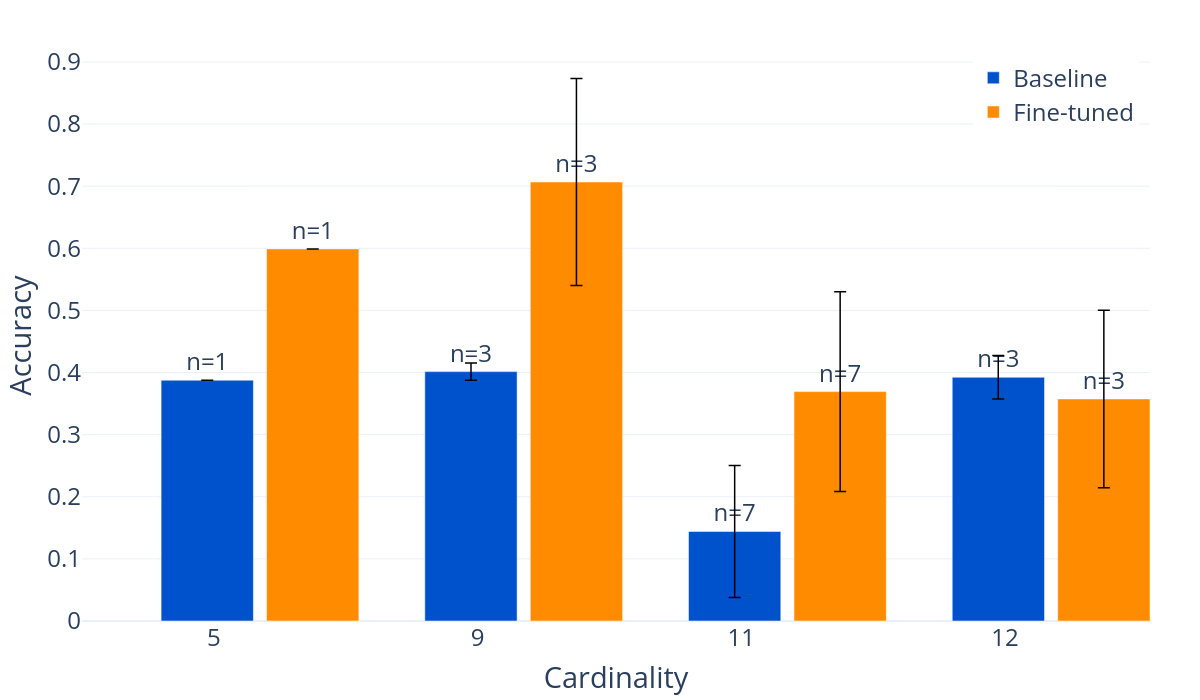 0.9
0.8
0.7
0.6
0.5
0.4
0.3
0.2
0.1
0
Accuracy
n=1
n=1
n=3
n=3
n=7
n=7
n=3
n=3
Baseline
Fine-tuned
5
9
11
12
Cardinality